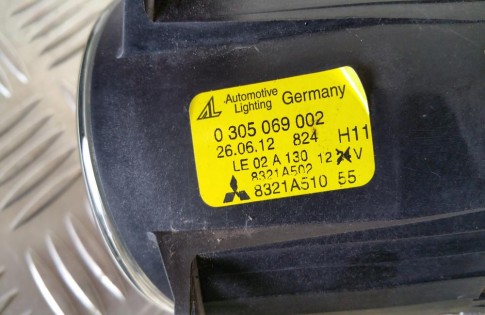 AL Automotive Lighting Germany
0 305 069 002
26.06.12 824 H11
LE 02 A 130 12 V
8321A502
8321A510 55